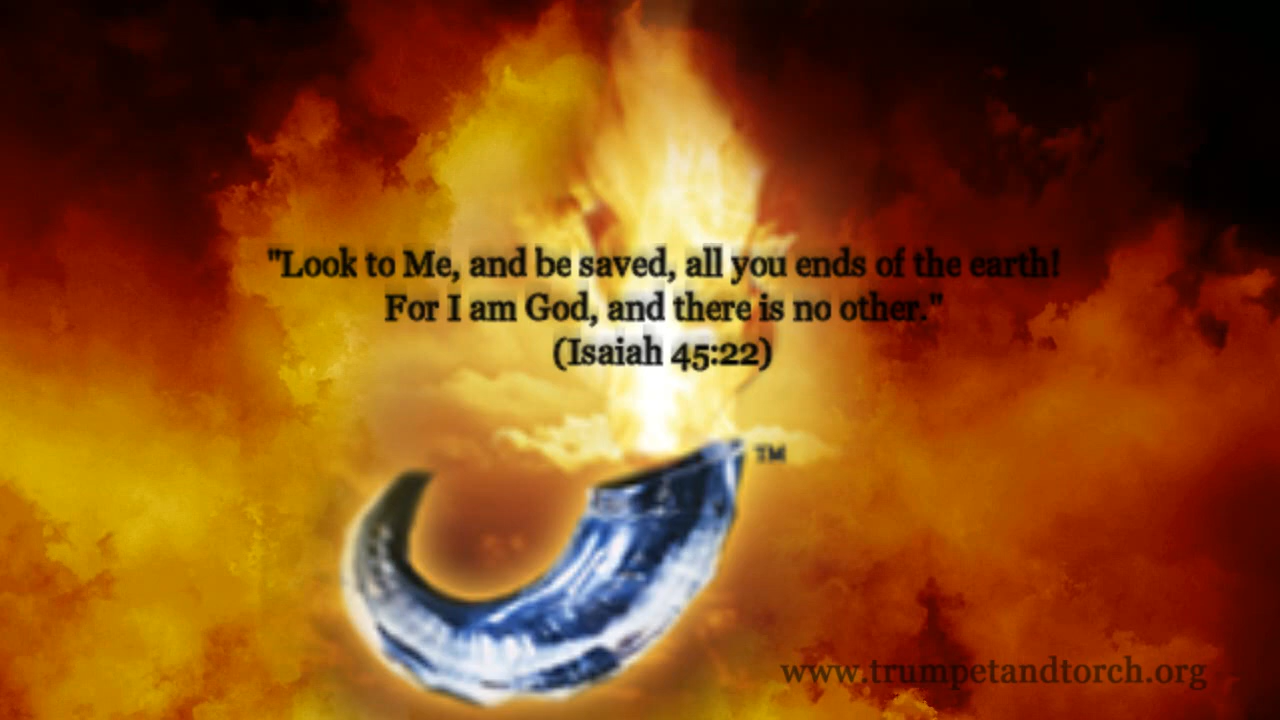 "Look to Me, and be saved, all you ends of the earth!
For I am God, and there is no other."
(Isaiah 45:22)
TM
www.trumpetandtorch.org